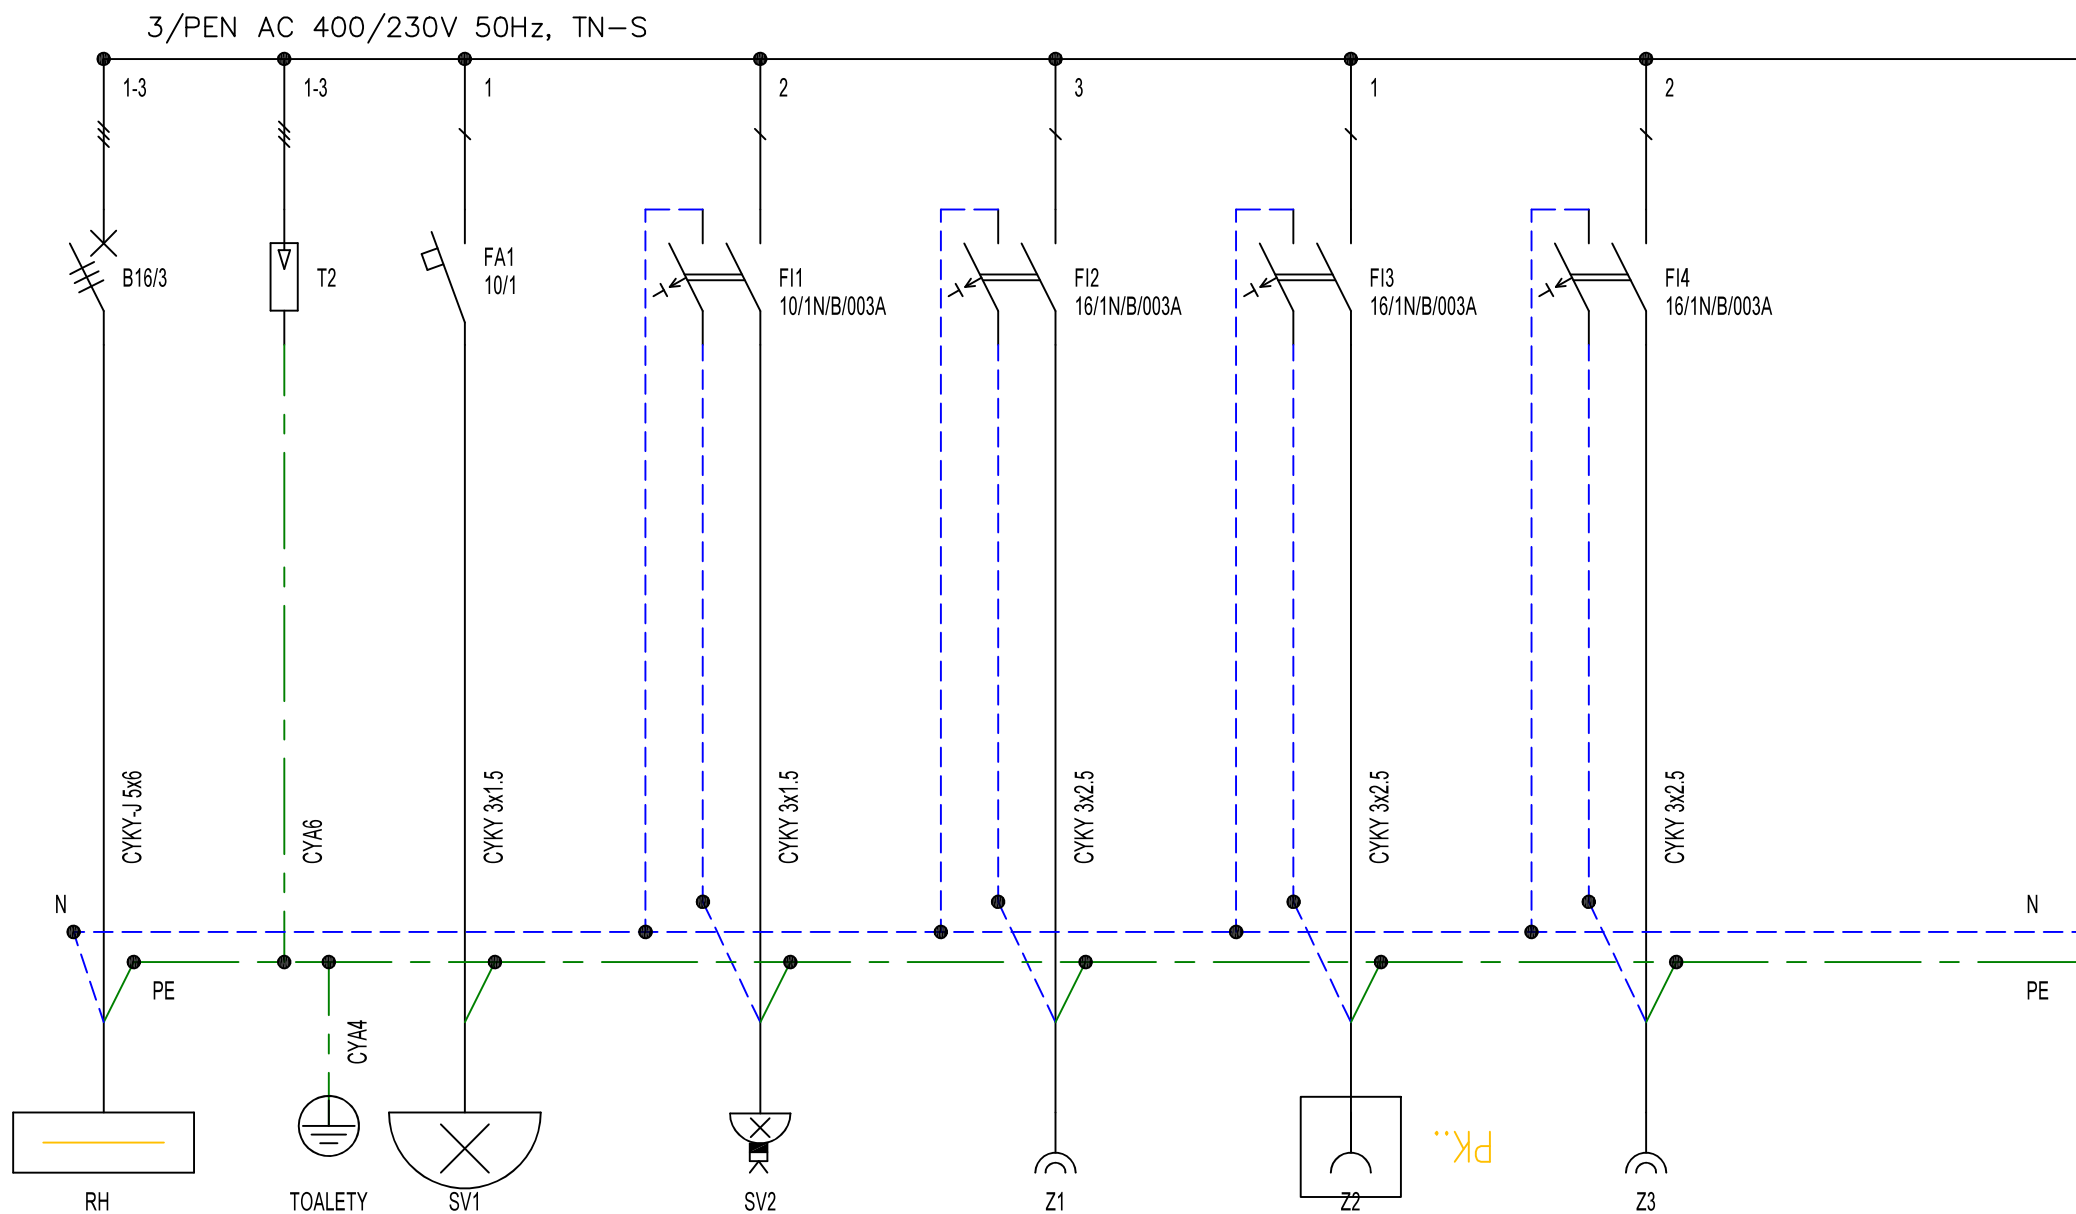 3/PEN AC 400/230V 50Hz, TN-S
1-3
1-3
1
2
3
1
2
B16/3
T2
FA1
10/1
FI1
10/1N/B/003A
FI2
16/1N/B/003A
FI3
16/1N/B/003A
FI4
16/1N/B/003A
CYKY-J 5x6
CYA6
CYKY 3x1.5
CYKY 3x1.5
CYKY 3x2.5
CYKY 3x2.5
CYKY 3x2.5
N
N
PE
PE
CYA4
PK..
RH
TOALETY
SV1
SV2
Z1
Z2
Z3